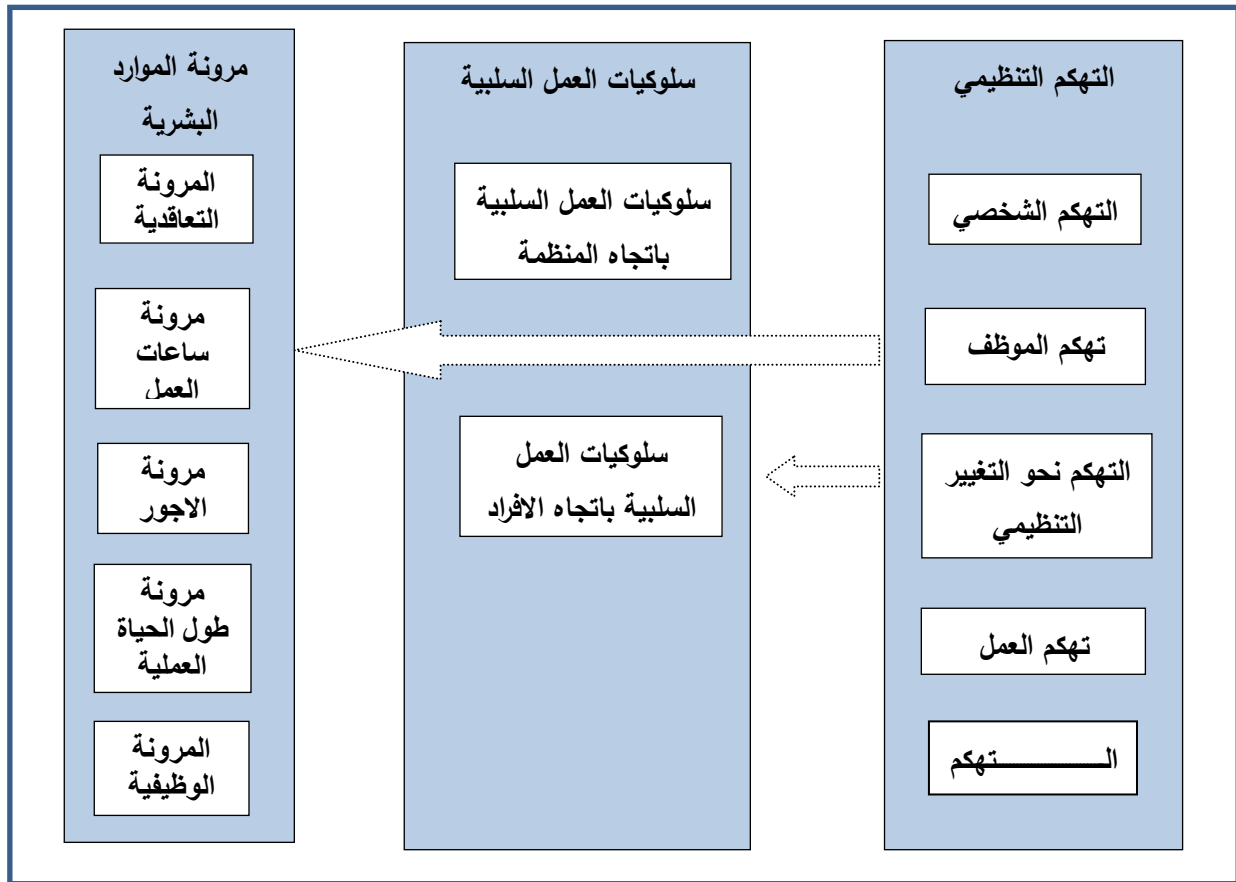 التهكم التنظيمي
التهكم الشخصي
تهكم الموظف
التهكم نحو التغيير
التنظيمي
تهكم العمل
الـــــــــــــتهكم
سلوكيات العمل السلبية
سلوكيات العمل السلبية
باتجاه المنظمة
سلوكيات العمل
السلبية باتجاه الافراد
مرونة الموارد
البشرية
المرونة
التعاقدية
مرونة
ساعات
العمل
مرونة
الاجور
مرونة
طول الحياة
العملية
المرونة
الوظيفية